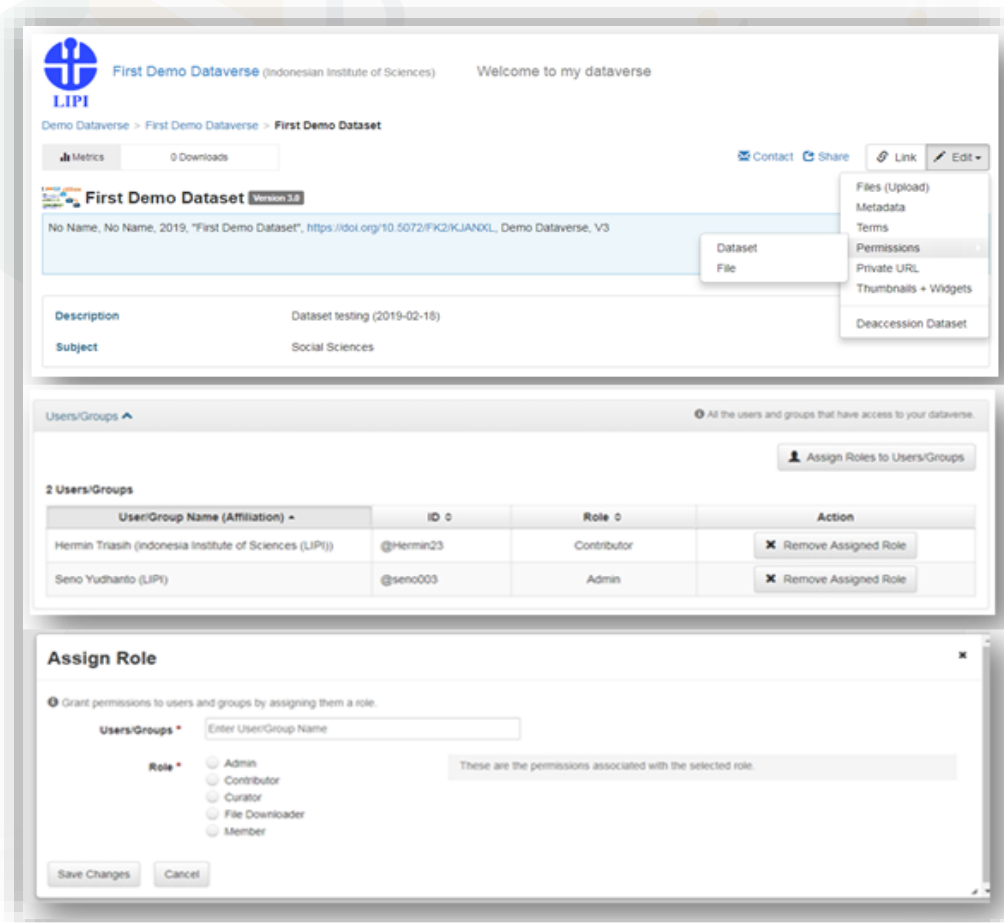 LIPI
First Demo Dataverse (Indonesian Institute of Sciences) Welcome to my dataverse
Demo Dataverse > First Demo Dataverse > First Demo Dataset
Metrics 0 Downloads Contact Share Link Edit
First Demo Dataset Version 3.0
No Name, No Name, 2019, "First Demo Dataset", https://doi.org/10.5072/FK2/KJANXL, Demo Dataverse, V3
Files (Upload)
Metadata
Terms
Permissions
Private URL
Thumbnails + Widgets
Deaccession Dataset
Dataset
File
Description Dataset testing (2019-02-18)
Subject Social Sciences
Users/Groups All the users and groups that have access to your dataverse.
Assign Roles to Users/Groups
2 Users/Groups
User/Group Name (Affiliation) ID Role Action
Hermin Triasih (Indonesia Institute of Sciences (LIPI)) @Hermin23 Contributor Remove Assigned Role
Seno Yudhanto (LIPI) @seno003 Admin Remove Assigned Role
Assign Role
Grant permissions to users and groups by assigning them a role.
Users/Groups * Enter User/Group Name
Role * Admin These are the permissions associated with the selected role.
Contributor
Curator
File Downloader
Member
Save Changes Cancel